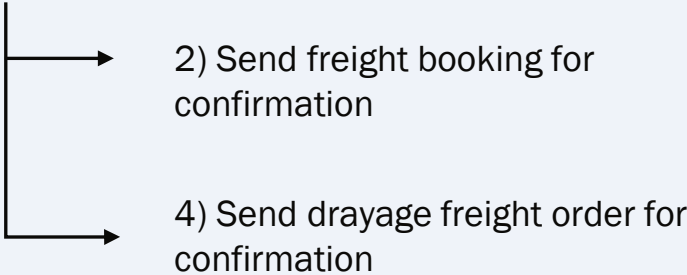 2) Send freight booking for
confirmation
4) Send drayage freight order for
confirmation